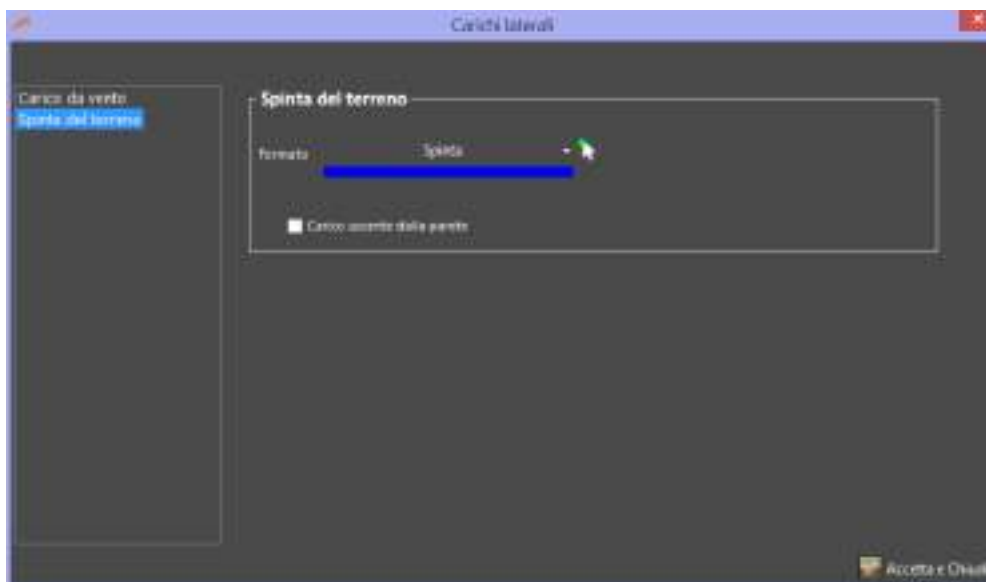 Carichi laterali
Carico da vento
Spinta del terreno
Spinta del terreno
Formato
Spinta
Carico uscente dalla parete
Accetta e Chiudi